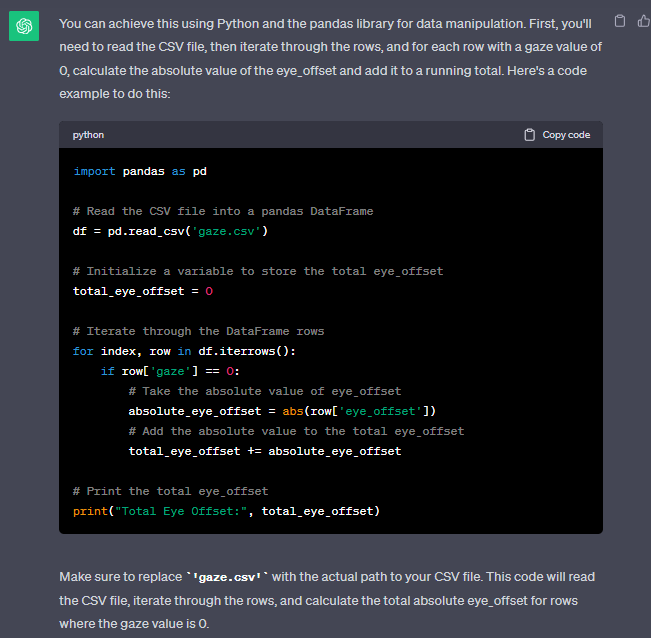 You can achieve this using Python and the pandas library for data manipulation. First, you'll
need to read the CSV file, then iterate through the rows, and for each row with a gaze value of
0, calculate the absolute value of the eye_offset and add it to a running total. Here's a code
example to do this:
python
Copy code
import pandas as pd
# Read the CSV file into a pandas DataFrame
df = pd.read_csv('gaze.csv')
# Initialize a variable to store the total eye_offset
total_eye_offset = 0
# Iterate through the DataFrame rows
for index, row in df.iterrows():
    if row['gaze'] == 0:
        # Take the absolute value of eye_offset
        absolute_eye_offset = abs(row['eye_offset'])
        # Add the absolute value to the total eye_offset
        total_eye_offset += absolute_eye_offset
# Print the total eye_offset
print("Total Eye Offset:", total_eye_offset)
Make sure to replace `'gaze.csv'` with the actual path to your CSV file. This code will read
the CSV file, iterate through the rows, and calculate the total absolute eye_offset for rows
where the gaze value is 0.